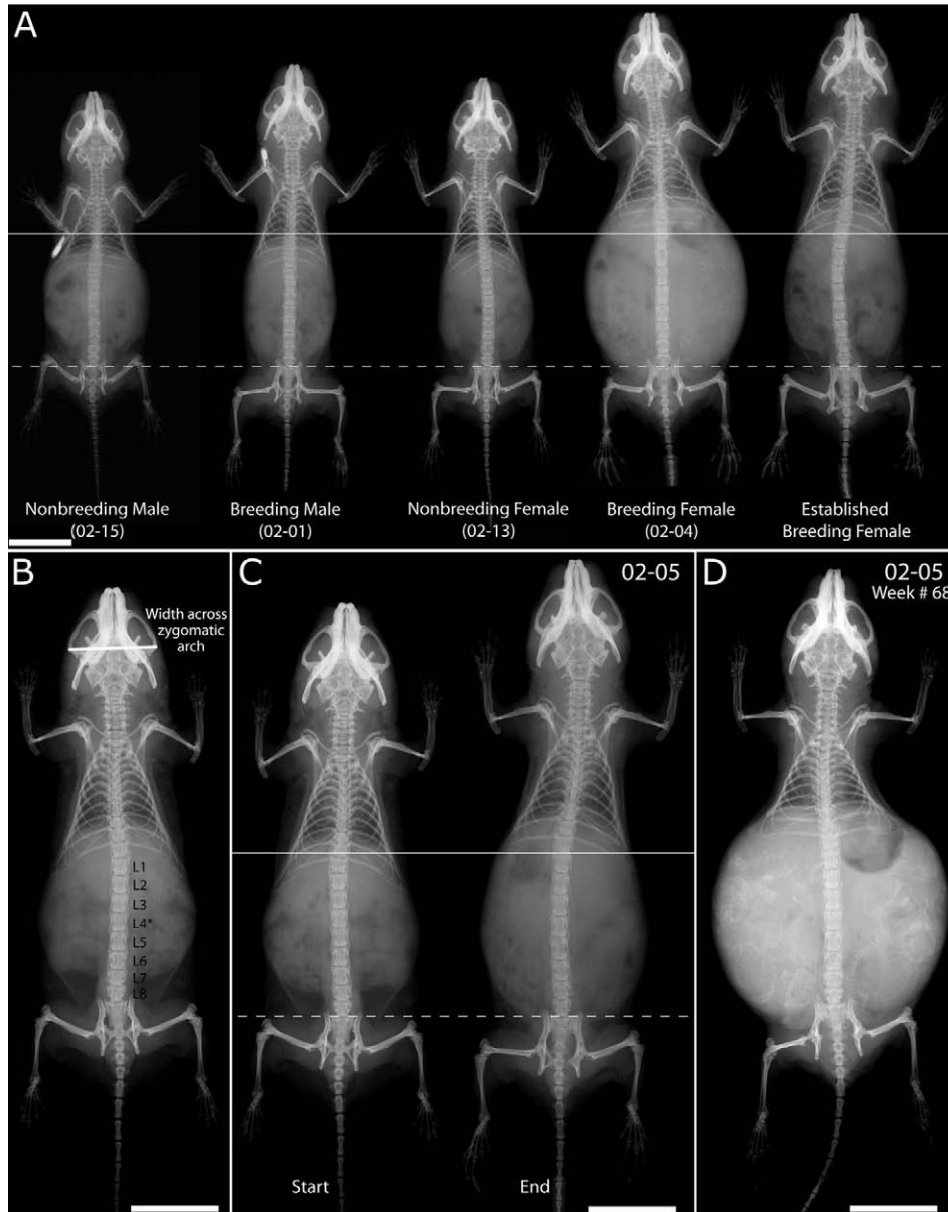 A
Nonbreeding Male
(02-15)
Breeding Male
(02-01)
Nonbreeding Female
(02-13)
Breeding Female
(02-04)
Established
Breeding Female
B
Width across
zygomatic
arch
L1
L2
L3
L4*
L5
L6
L7
L8
C
02-05
Start
End
D
02-05
Week # 68